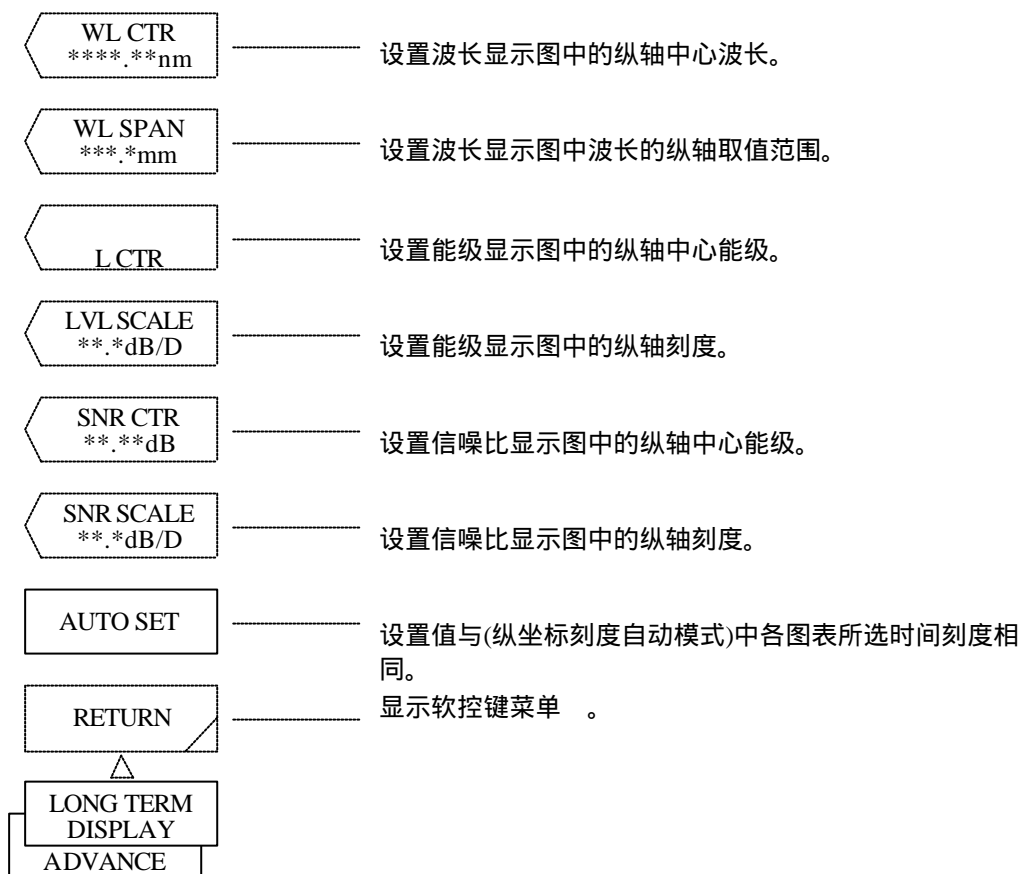 WL CTR
****.**nm
设置波长显示图中的纵轴中心波长。
WL SPAN
***.*mm
设置波长显示图中波长的纵轴取值范围。
L CTR
设置能级显示图中的纵轴中心能级。
LVL SCALE
**.*dB/D
设置能级显示图中的纵轴刻度。
SNR CTR
**.**dB
设置信噪比显示图中的纵轴中心能级。
SNR SCALE
**.*dB/D
设置信噪比显示图中的纵轴刻度。
AUTO SET
设置值与(纵坐标刻度自动模式)中各图表所选时间刻度相
同。
RETURN
显示软控键菜单 。
LONG TERM
DISPLAY
ADVANCE